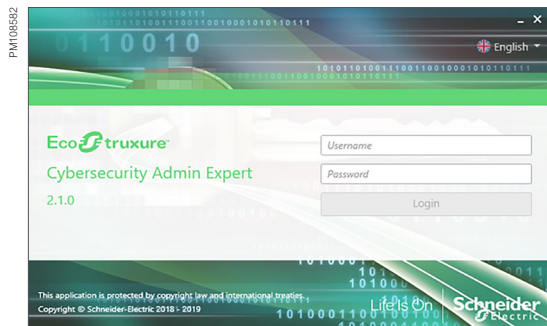 PM108582
English
EcoStruxure™
Cybersecurity Admin Expert
2.1.0
Username
Password
Login
This application is protected by copyright law and international treaties.
Copyright © Schneider-Electric 2018 - 2019
Life Is On
Schneider
Electric